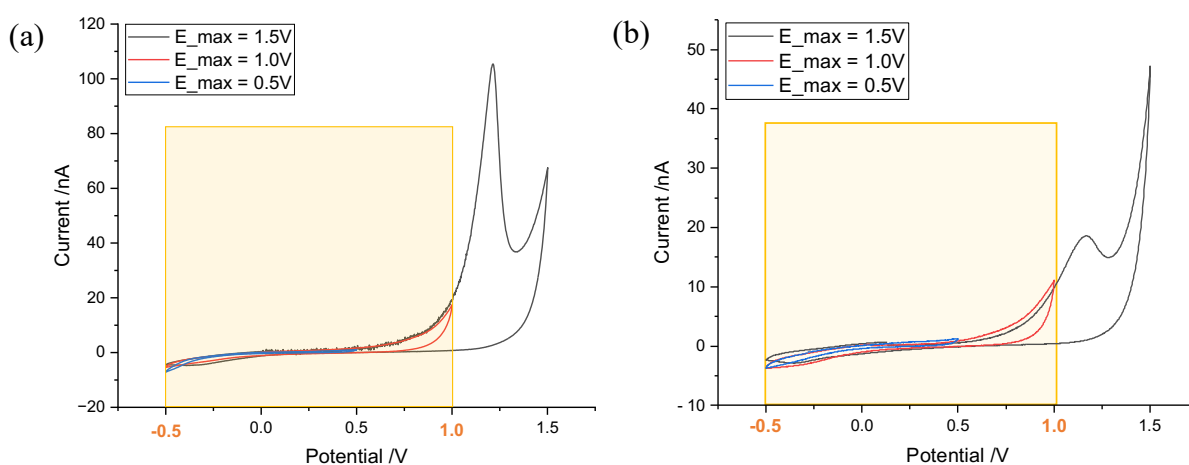 (a)
E_max = 1.5V
E_max = 1.0V
E_max = 0.5V
120
100
80
60
40
20
0
−20
Current /nA
-0.5
0.0
0.5
1.0
1.5
Potential /V
(b)
E_max = 1.5V
E_max = 1.0V
E_max = 0.5V
50
40
30
20
10
0
- 10
Current /nA
-0.5
0.0
0.5
1.0
1.5
Potential /V